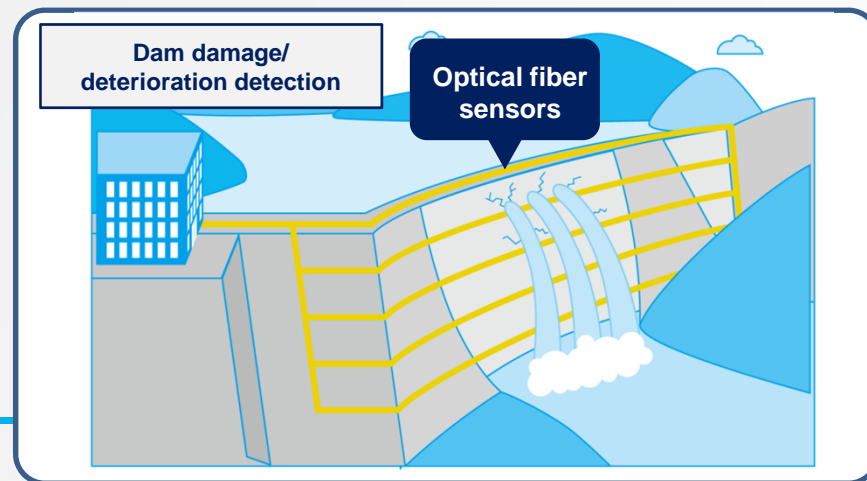 Dam damage/
deterioration detection
Optical fiber
sensors